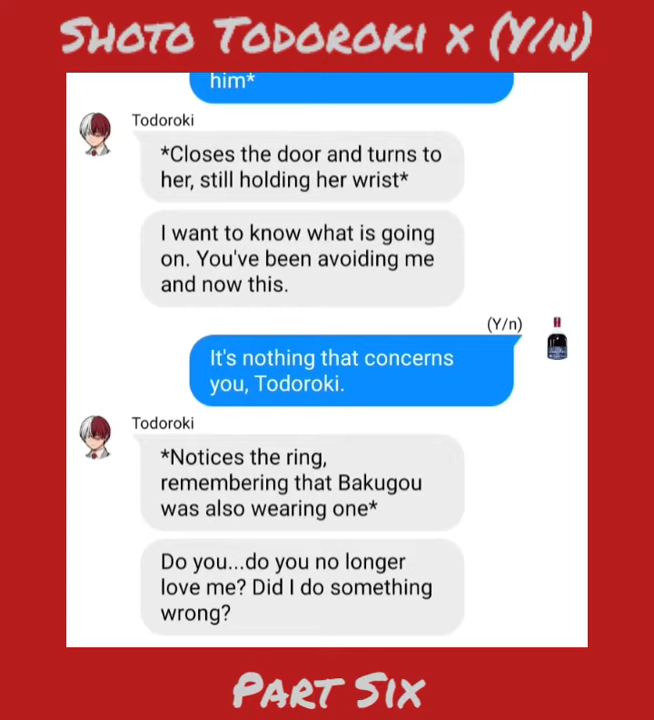 SHOTO TODOROKI X (Y/N)
him*
Todoroki
*Closes the door and turns to
her, still holding her wrist*
I want to know what is going
on. You've been avoiding me
and now this.
(Y/n)
It's nothing that concerns
you, Todoroki.
Todoroki
*Notices the ring,
remembering that Bakugou
was also wearing one*
Do you...do you no longer
love me? Did I do something
wrong?
PART SIX